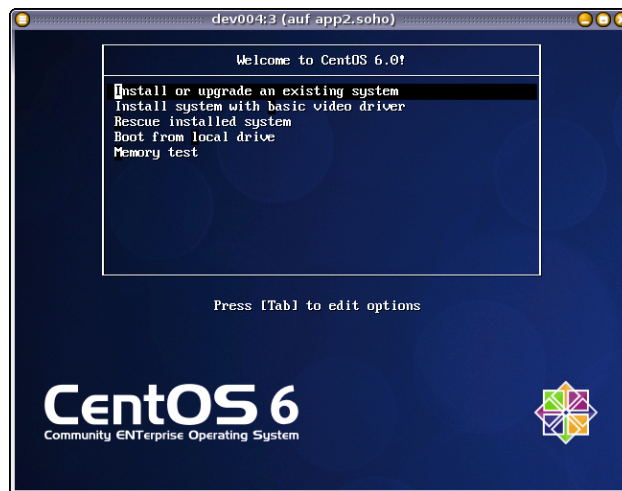 dev004:3 (auf app2.soho)
Welcome to CentOS 6.0!
Install or upgrade an existing system
Install system with basic video driver
Rescue installed system
Boot from local drive
Memory test
Press [Tab] to edit options
CentOS 6
Community ENTerprise Operating System